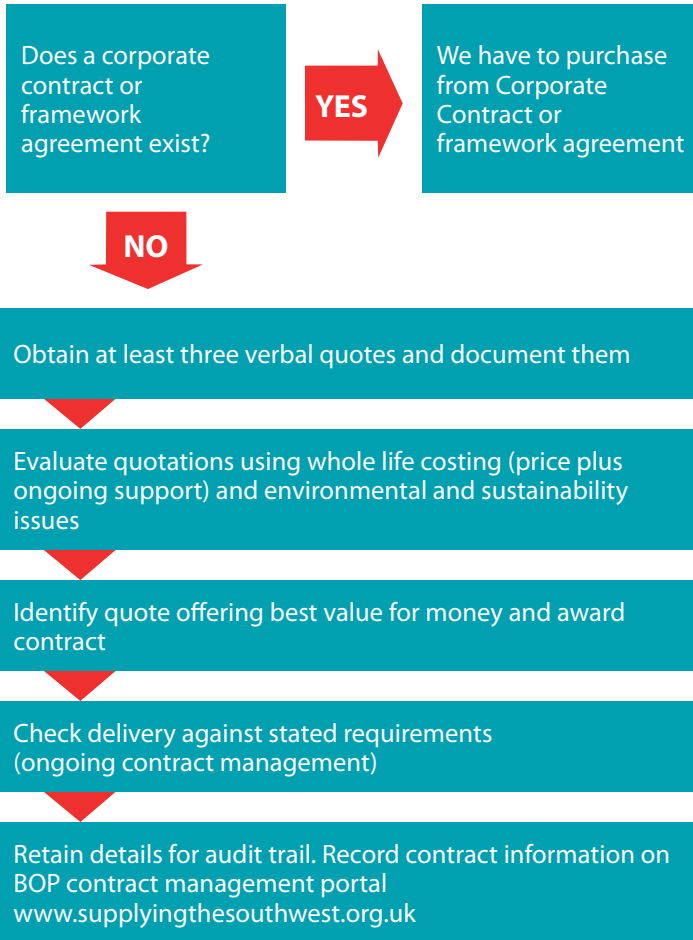 Does a corporate
contract or
framework
agreement exist?
YES
We have to purchase
from Corporate
Contract or
framework agreement
NO
Obtain at least three verbal quotes and document them
Evaluate quotations using whole life costing (price plus
ongoing support) and environmental and sustainability
issues
Identify quote offering best value for money and award
contract
Check delivery against stated requirements
(ongoing contract management)
Retain details for audit trail. Record contract information on
BOP contract management portal
www.supplyingthesouthwest.org.uk